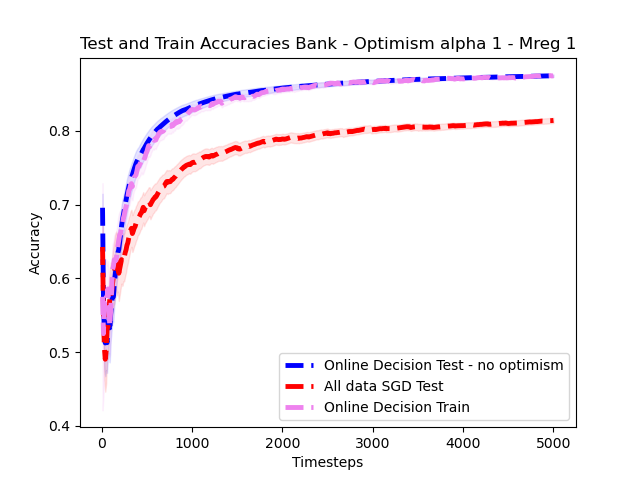 Test and Train Accuracies Bank - Optimism alpha 1 - Mreg 1
Accuracy
0.8
0.7
0.6
0.5
0.4
Online Decision Test - no optimism
All data SGD Test
Online Decision Train
0 1000 2000 3000 4000 5000
Timesteps